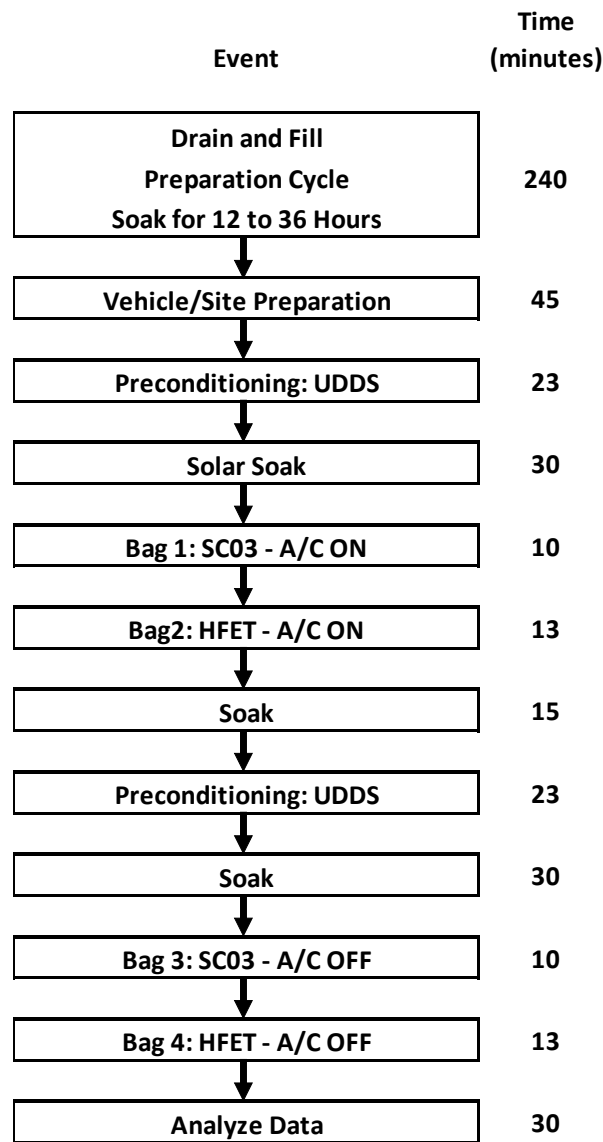 Time
Event (minutes)
Drain and Fill
Preparation Cycle 240
Soak for 12 to 36 Hours
Vehicle/Site Preparation 45
Preconditioning: UDDS 23
Solar Soak 30
Bag 1: SC03 - A/C ON 10
Bag2: HFET - A/C ON 13
Soak 15
Preconditioning: UDDS 23
Soak 30
Bag 3: SC03 - A/C OFF 10
Bag 4: HFET - A/C OFF 13
Analyze Data 30